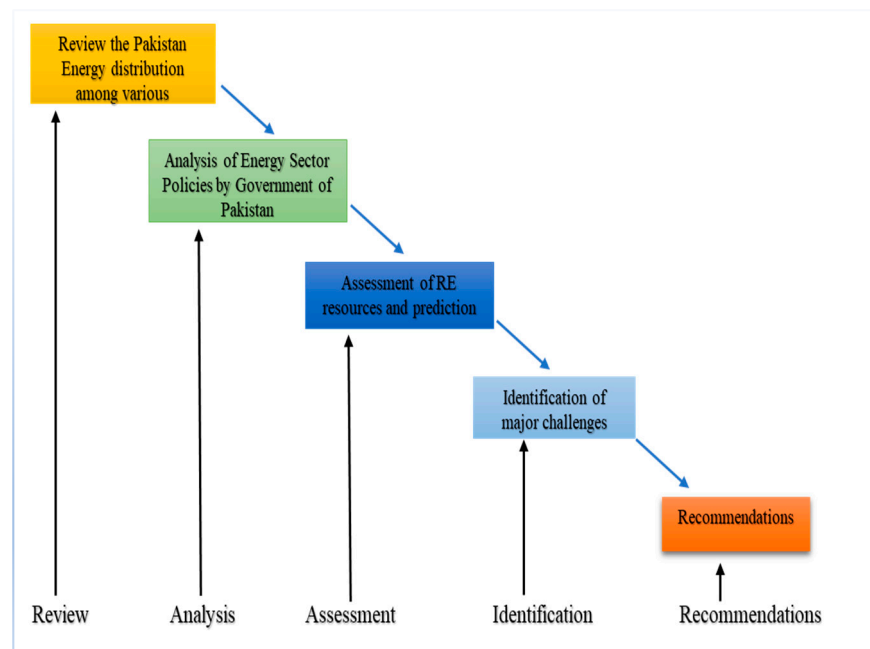 Review the Pakistan
Energy distribution
among various
Analysis of Energy Sector
Policies by Government of
Pakistan
Assessment of RE
resources and prediction
Identification of
major challenges
Recommendations
Review
Analysis
Assessment
Identification
Recommendations